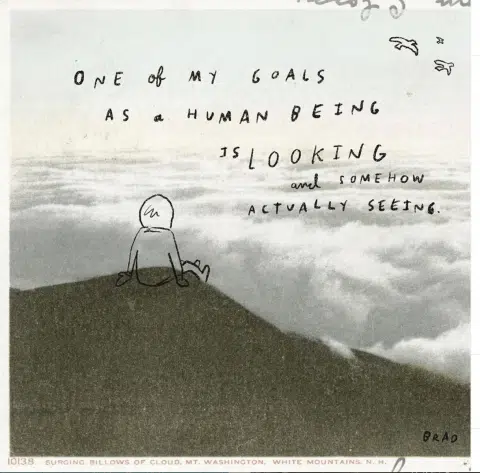 ONE of MY GOALS
AS a HUMAN BEING
IS LOOKING
and SOMEHOW
ACTUALLY SEEING.
BRAD
10138 SURGING BILLOWS OF CLOUD, MT. WASHINGTON, WHITE MOUNTAINS, N. H.